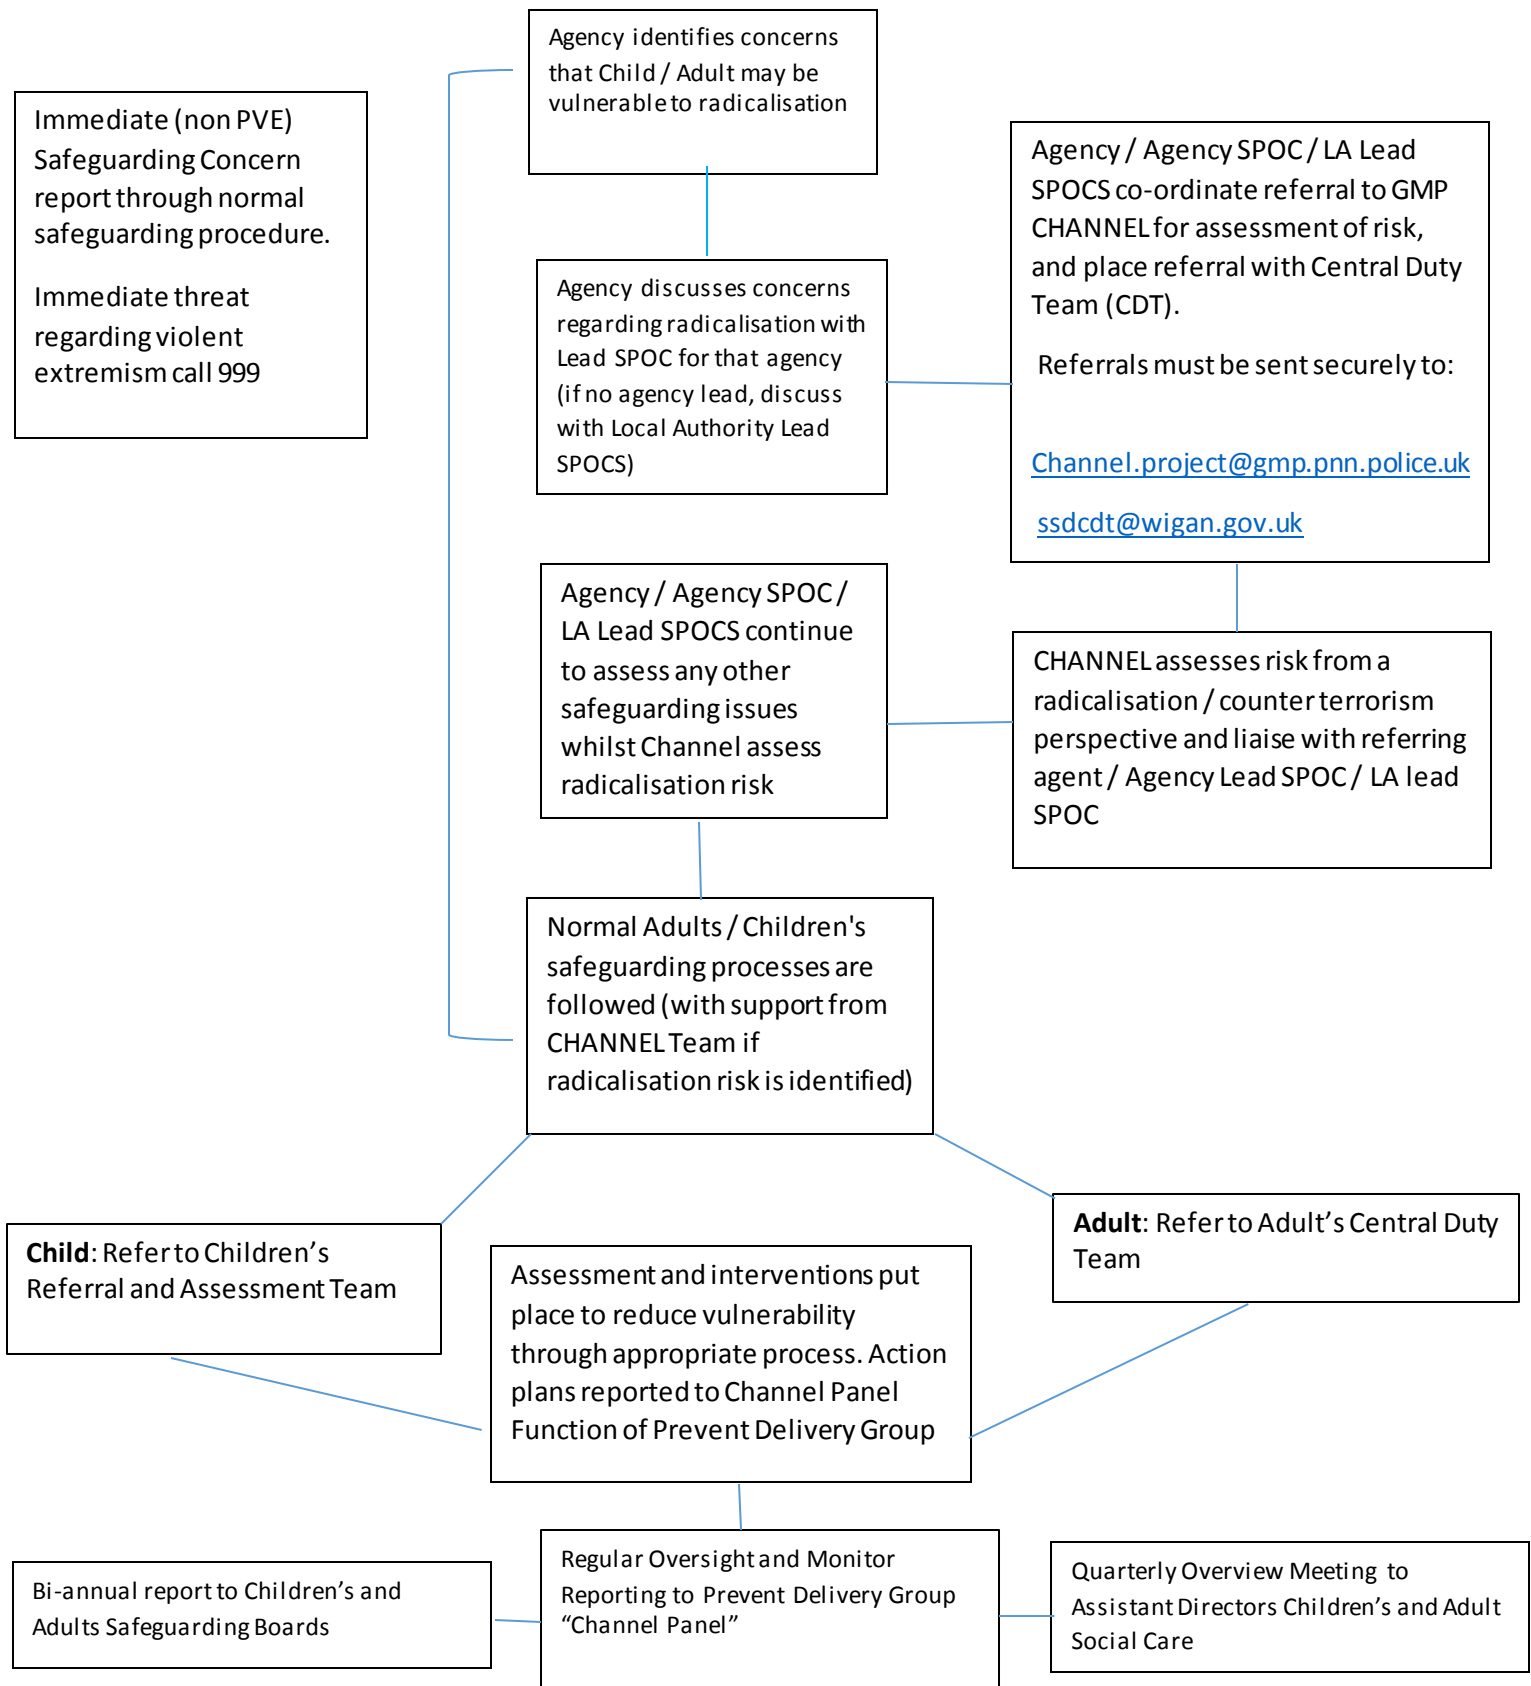 Agency identifies concerns
that Child / Adult may be
vulnerable to radicalisation
Immediate (non PVE)
Safeguarding Concern
report through normal
safeguarding procedure.
Immediate threat
regarding violent
extremism call 999
Agency / Agency SPOC / LA Lead
SPOCS co-ordinate referral to GMP
CHANNEL for assessment of risk,
and place referral with Central Duty
Team (CDT).
Referrals must be sent securely to:
Channel.project@gmp.pnn.police.uk
ssdcdt@wigan.gov.uk
Agency discusses concerns
regarding radicalisation with
Lead SPOC for that agency
(if no agency lead, discuss
with Local Authority Lead
SPOCS)
Agency / Agency SPOC /
LA Lead SPOCS continue
to assess any other
safeguarding issues
whilst Channel assess
radicalisation risk
CHANNEL assesses risk from a
radicalisation / counter terrorism
perspective and liaise with referring
agent / Agency Lead SPOC / LA lead
SPOC
Normal Adults / Children's
safeguarding processes are
followed (with support from
CHANNEL Team if
radicalisation risk is identified)
Child: Refer to Children’s
Referral and Assessment Team
Adult: Refer to Adult’s Central Duty
Team
Assessment and interventions put
place to reduce vulnerability
through appropriate process. Action
plans reported to Channel Panel
Function of Prevent Delivery Group
Bi-annual report to Children’s and
Adults Safeguarding Boards
Regular Oversight and Monitor
Reporting to Prevent Delivery Group
“Channel Panel”
Quarterly Overview Meeting to
Assistant Directors Children’s and Adult
Social Care